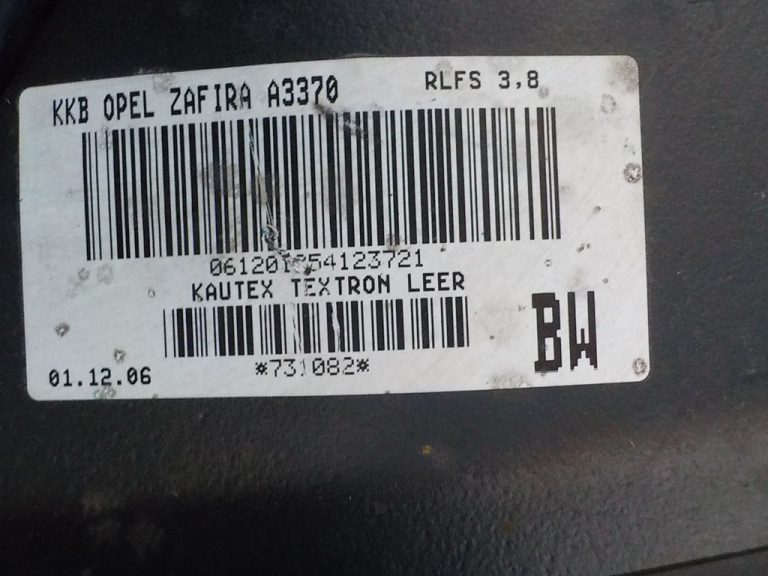 KKB OPEL ZAFIRA A3370 RLFS 3,8
KAUTEX TEXTRON LEER
*731082*
01.12.06
BW